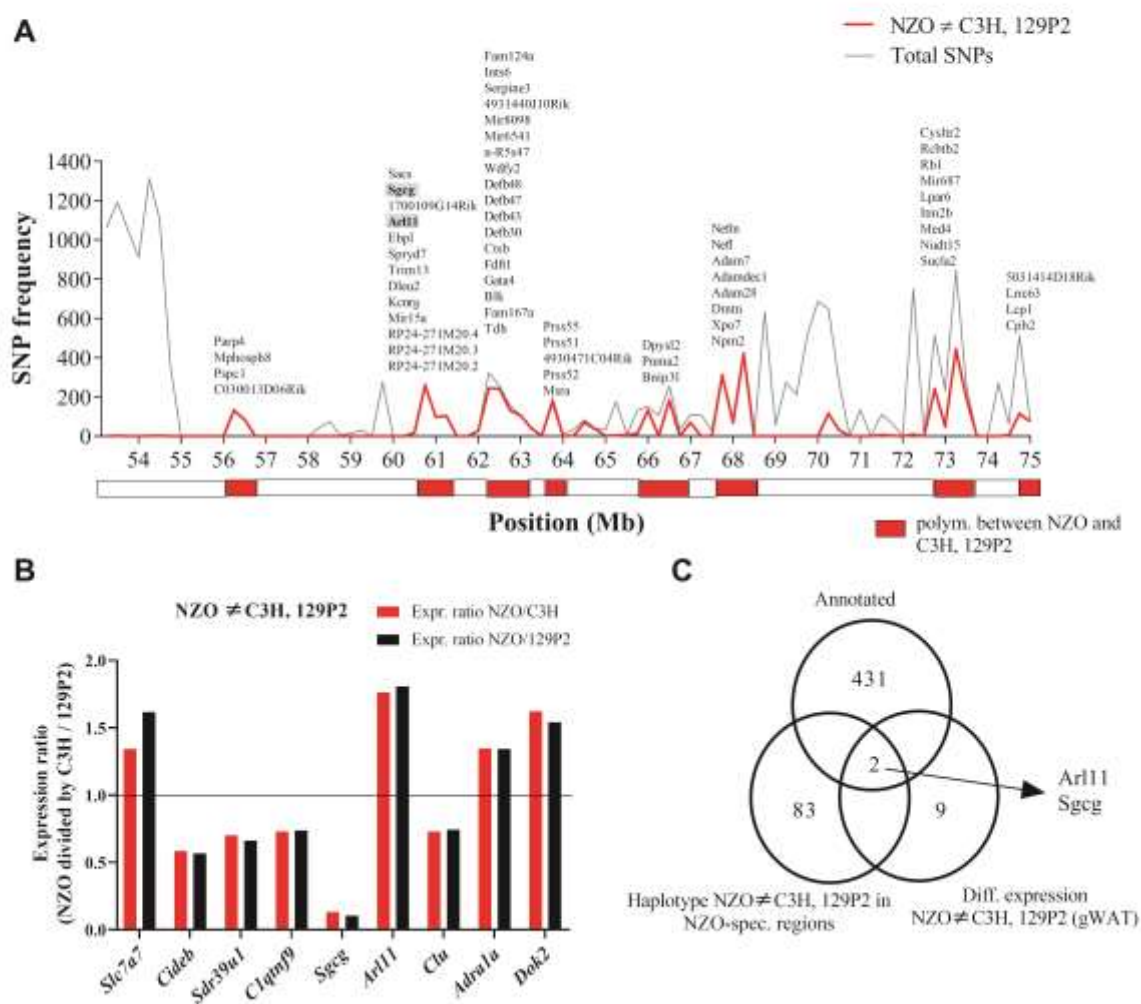 A
NZO ≠ C3H, 129P2
Total SNPs
SNP frequency
1400
1200
1000
800
600
400
200
0
Parp4
Mphosph8
Pspc1
C030013D06Rik
Sacs
Sgcg
1700109G14Rik
Arl11
Ebpl
Spryd7
Trim13
Dleu2
Kcnrg
Mir15a
RP24-271M20.4
RP24-271M20.3
RP24-271M20.2
Fam124a
Ints6
Serpine3
4931440J10Rik
Mir8098
Mir6541
n-R5s47
Wdfy2
Defb48
Defb47
Defb43
Defb30
Ctsb
Fdft1
Gata4
Blk
Fam167a
Tdh
Prss55
Prss51
4930471C04Rik
Prss52
Msra
Dpysl2
Pnma2
Bnip3l
Nefm
Nefl
Adam7
Adamdec1
Adam28
Dmtn
Xpo7
Npm2
Cysltr2
Rcbtb2
Rb1
Mir687
Lpar6
Itm2b
Med4
Nudt15
Sucla2
5031414D18Rik
Lrrc63
Lcp1
Cpb2
54 55 56 57 58 59 60 61 62 63 64 65 66 67 68 69 70 71 72 73 74 75
Position (Mb)
polym. between NZO and
C3H, 129P2
B
NZO ≠ C3H, 129P2
Expr. ratio NZO/C3H
Expr. ratio NZO/129P2
Expression ratio
(NZO divided by C3H / 129P2)
2.0
1.5
1.0
0.5
0.0
Slc7a7 Cideb Sdr39u1 C1qtnf9 Sgcg Arl11 Clu Adra1a Dok2
C
Annotated
431
2
83
9
Arl11
Sgcg
Haplotype NZO≠C3H, 129P2 in
NZO-spec. regions
Diff. expression
NZO≠C3H, 129P2 (gWAT)